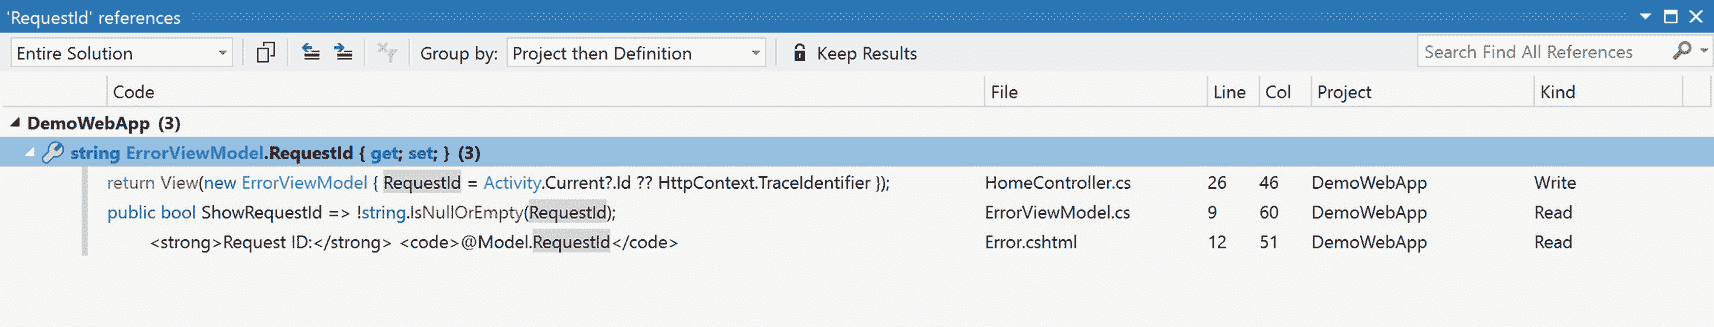 'RequestId' references
Entire Solution Group by: Project then Definition Keep Results Search Find All References
Code File Line Col Project Kind
DemoWebApp (3)
string ErrorViewModel.RequestId { get; set; } (3)
return View(new ErrorViewModel { RequestId = Activity.Current?.Id ?? HttpContext.TraceIdentifier }); HomeController.cs 26 46 DemoWebApp Write
public bool ShowRequestId => !string.IsNullOrEmpty(RequestId); ErrorViewModel.cs 9 60 DemoWebApp Read
<strong>Request ID:</strong> <code>@Model.RequestId</code> Error.cshtml 12 51 DemoWebApp Read